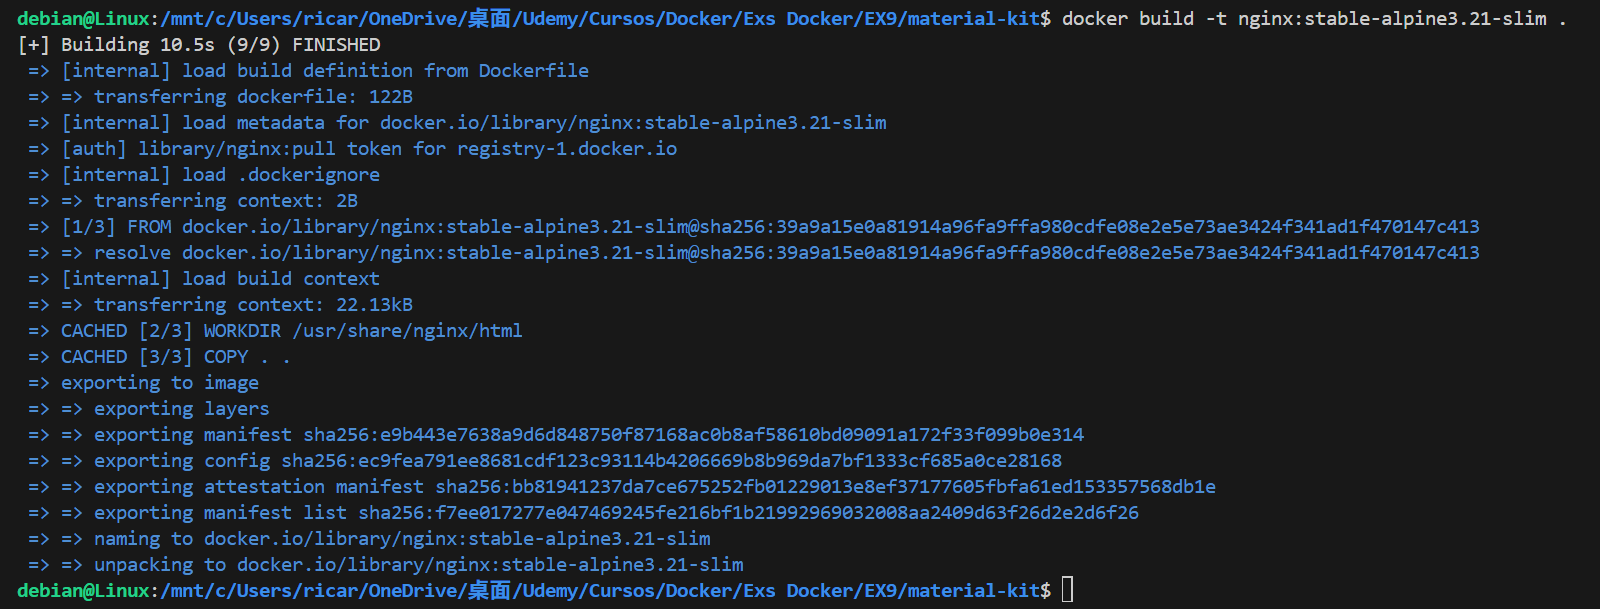 debian@Linux:/mnt/c/Users/ricar/OneDrive/桌面/Udemy/Cursos/Docker/Exs Docker/EX9/material-kit$ docker build -t nginx:stable-alpine3.21-slim .
[+] Building 10.5s (9/9) FINISHED
=> [internal] load build definition from Dockerfile
=> => transferring dockerfile: 122B
=> [internal] load metadata for docker.io/library/nginx:stable-alpine3.21-slim
=> [auth] library/nginx:pull token for registry-1.docker.io
=> [internal] load .dockerignore
=> => transferring context: 2B
=> [1/3] FROM docker.io/library/nginx:stable-alpine3.21-slim@sha256:39a9a15e0a81914a96fa9ffa980cdfe08e2e5e73ae3424f341ad1f470147c413
=> => resolve docker.io/library/nginx:stable-alpine3.21-slim@sha256:39a9a15e0a81914a96fa9ffa980cdfe08e2e5e73ae3424f341ad1f470147c413
=> [internal] load build context
=> => transferring context: 22.13kB
=> CACHED [2/3] WORKDIR /usr/share/nginx/html
=> CACHED [3/3] COPY . .
=> exporting to image
=> => exporting layers
=> => exporting manifest sha256:e9b443e7638a9d6d848750f87168ac0b8af58610bd09091a172f33f099b0e314
=> => exporting config sha256:ec9fea791ee8681cdf123c93114b4206669b8b969da7bf1333cf685a0ce28168
=> => exporting attestation manifest sha256:bb81941237da7ce675252fb01229013e8ef37177605fbfa61ed153357568db1e
=> => exporting manifest list sha256:f7ee017277e047469245fe216bf1b21992969032008aa2409d63f26d2e2d6f26
=> => naming to docker.io/library/nginx:stable-alpine3.21-slim
=> => unpacking to docker.io/library/nginx:stable-alpine3.21-slim
debian@Linux:/mnt/c/Users/ricar/OneDrive/桌面/Udemy/Cursos/Docker/Exs Docker/EX9/material-kit$